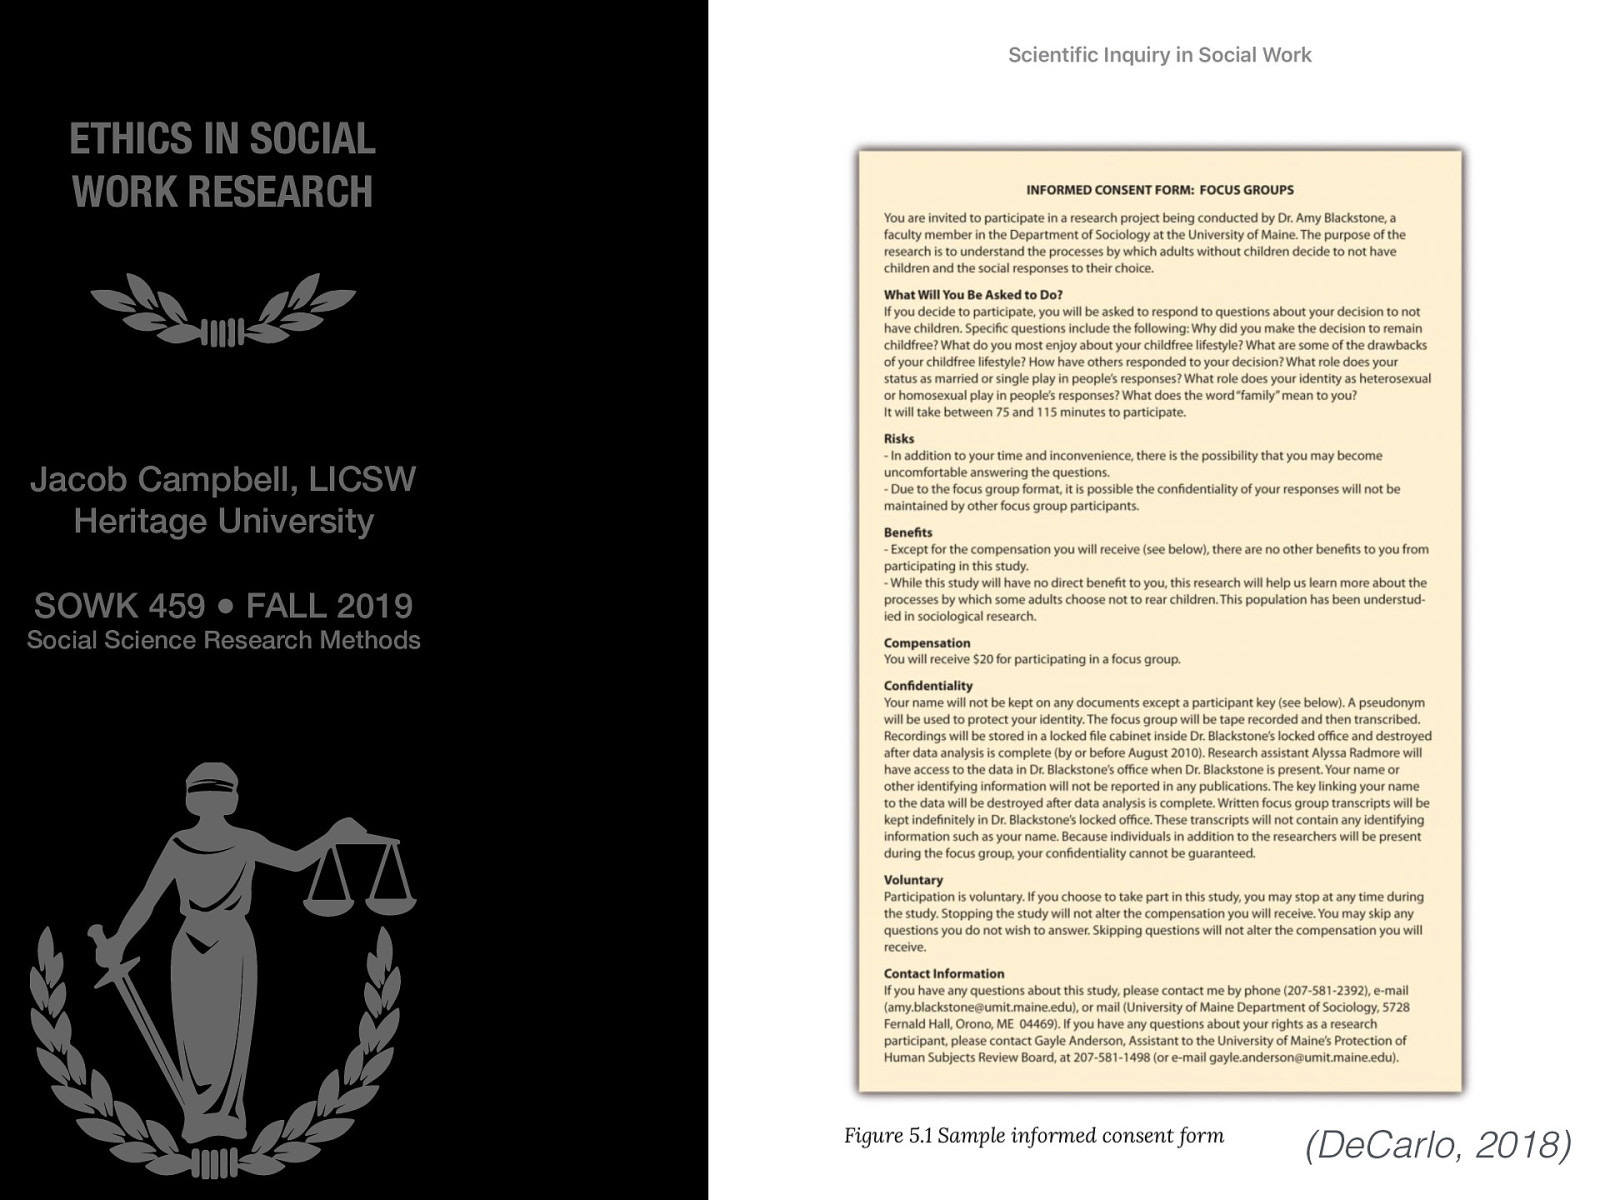 ETHICS IN SOCIAL
WORK RESEARCH
Jacob Campbell, LICSW
Heritage University
SOWK 459 • FALL 2019
Social Science Research Methods
Scientific Inquiry in Social Work
INFORMED CONSENT FORM: FOCUS GROUPS
You are invited to participate in a research project being conducted by Dr. Amy Blackstone, a
faculty member in the Department of Sociology at the University of Maine. The purpose of the
research is to understand the processes by which adults without children decide to not have
children and the social responses to their choice.
What Will You Be Asked to Do?
If you decide to participate, you will be asked to respond to questions about your decision to not
have children. Specific questions include the following: Why did you make the decision to remain
childfree? What do you most enjoy about your childfree lifestyle? What are some of the drawbacks
of your childfree lifestyle? How have others responded to your decision? What role does your
status as married or single play in people's responses? What role does your identity as heterosexual
or homosexual play in people's responses? What does the word "family" mean to you?
It will take between 75 and 115 minutes to participate.
Risks
- In addition to your time and inconvenience, there is the possibility that you may become
uncomfortable answering the questions.
- Due to the focus group format, it is possible the confidentiality of your responses will not be
maintained by other focus group participants.
Benefits
- Except for the compensation you will receive (see below), there are no other benefits to you from
participating in this study.
- While this study will have no direct benefit to you, this research will help us learn more about the
processes by which some adults choose not to rear children. This population has been understud-
ied in sociological research.
Compensation
You will receive $20 for participating in a focus group.
Confidentiality
Your name will not be kept on any documents except a participant key (see below). A pseudonym
will be used to protect your identity. The focus group will be tape recorded and then transcribed.
Recordings will be stored in a locked file cabinet inside Dr. Blackstone's locked office and destroyed
after data analysis is complete (by or before August 2010). Research assistant Alyssa Radmore will
have access to the data in Dr. Blackstone's office when Dr. Blackstone is present. Your name or
other identifying information will not be reported in any publications. The key linking your name
to the data will be destroyed after data analysis is complete. Written focus group transcripts will be
kept indefinitely in Dr. Blackstone's locked office. These transcripts will not contain any identifying
information such as your name. Because individuals in addition to the researchers will be present
during the focus group, your confidentiality cannot be guaranteed.
Voluntary
Participation is voluntary. If you choose to take part in this study, you may stop at any time during
the study. Stopping the study will not alter the compensation you will receive. You may skip any
questions you do not wish to answer. Skipping questions will not alter the compensation you will
receive.
Contact Information
If you have any questions about this study, please contact me by phone (207-581-2392), e-mail
(amy.blackstone@umit.maine.edu), or mail (University of Maine Department of Sociology, 5728
Fernald Hall, Orono, ME 04469). If you have any questions about your rights as a research
participant, please contact Gayle Anderson, Assistant to the University of Maine's Protection of
Human Subjects Review Board, at 207-581-1498 (or e-mail gayle.anderson@umit.maine.edu).
Figure 5.1 Sample informed consent form
(DeCarlo, 2018)